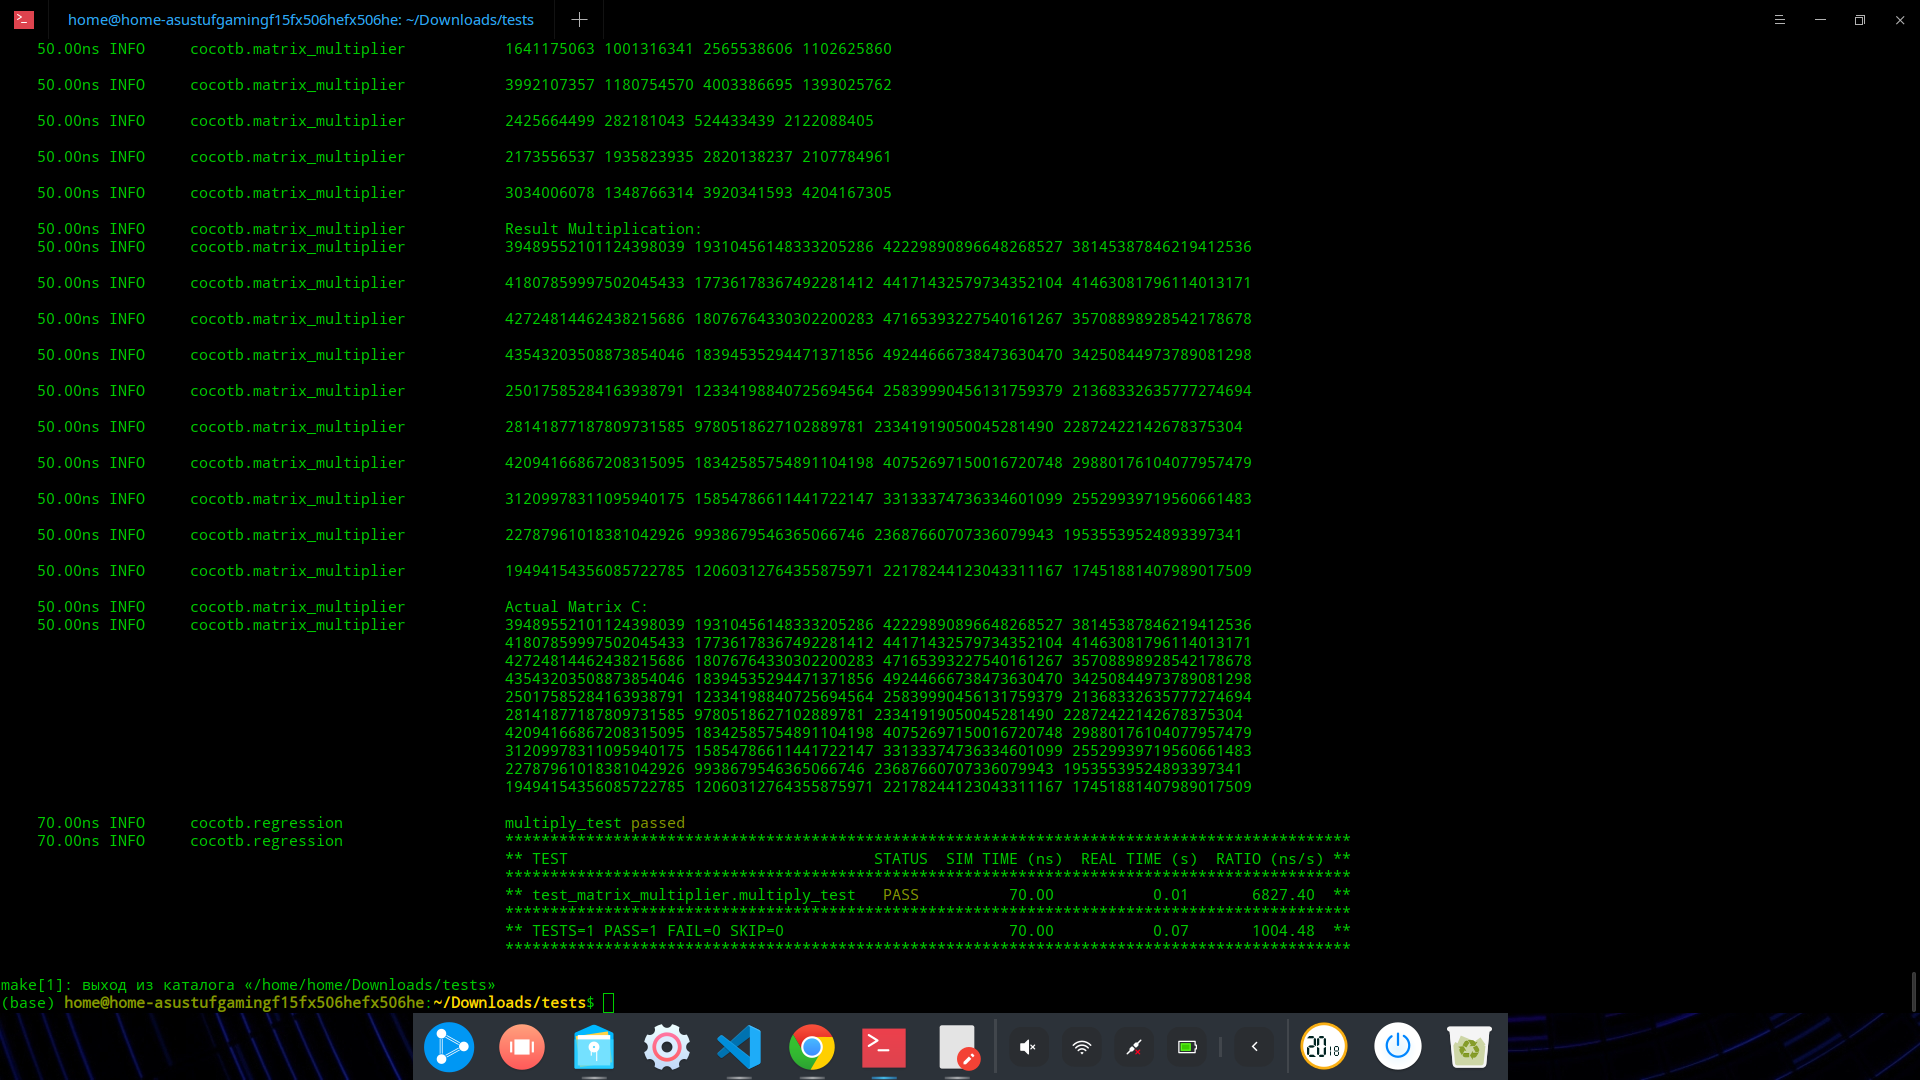 home@home-asustufgamingf15fx506hefx506he: ~/Downloads/tests
50.00ns INFO cocotb.matrix_multiplier 1641175063 1001316341 2565538606 1102625860
50.00ns INFO cocotb.matrix_multiplier 3992107357 1180754570 4003386695 1393025762
50.00ns INFO cocotb.matrix_multiplier 2425664499 282181043 524433439 2122088405
50.00ns INFO cocotb.matrix_multiplier 2173556537 1935823935 2820138237 2107784961
50.00ns INFO cocotb.matrix_multiplier 3034006078 1348766314 3920341593 4204167305
50.00ns INFO cocotb.matrix_multiplier Result Multiplication:
50.00ns INFO cocotb.matrix_multiplier 39489552101124398039 19310456148333205286 42229890896648268527 38145387846219412536
50.00ns INFO cocotb.matrix_multiplier 41807859997502045433 17736178367492281412 44171432579734352104 41463081796114013171
50.00ns INFO cocotb.matrix_multiplier 42724814462438215686 18076764330302200283 47165393227540161267 35708898928542178678
50.00ns INFO cocotb.matrix_multiplier 43543203508873854046 18394535294471371856 49244666738473630470 34250844973789081298
50.00ns INFO cocotb.matrix_multiplier 25017585284163938791 12334198840725694564 25839990456131759379 21368332635777274694
50.00ns INFO cocotb.matrix_multiplier 28141877187809731585 9780518627102889781 23341919050045281490 22872422142678375304
50.00ns INFO cocotb.matrix_multiplier 42094166867208315095 18342585754891104198 40752697150016720748 29880176104077957479
50.00ns INFO cocotb.matrix_multiplier 31209978311095940175 15854786611441722147 33133374736334601099 25529939719560661483
50.00ns INFO cocotb.matrix_multiplier 22787961018381042926 9938679546365066746 23687660707336079943 19535539524893397341
50.00ns INFO cocotb.matrix_multiplier 19494154356085722785 12060312764355875971 22178244123043311167 17451881407989017509
50.00ns INFO cocotb.matrix_multiplier Actual Matrix C:
50.00ns INFO cocotb.matrix_multiplier 39489552101124398039 19310456148333205286 42229890896648268527 38145387846219412536
41807859997502045433 17736178367492281412 44171432579734352104 41463081796114013171
42724814462438215686 18076764330302200283 47165393227540161267 35708898928542178678
43543203508873854046 18394535294471371856 49244666738473630470 34250844973789081298
25017585284163938791 12334198840725694564 25839990456131759379 21368332635777274694
28141877187809731585 9780518627102889781 23341919050045281490 22872422142678375304
42094166867208315095 18342585754891104198 40752697150016720748 29880176104077957479
31209978311095940175 15854786611441722147 33133374736334601099 25529939719560661483
22787961018381042926 9938679546365066746 23687660707336079943 19535539524893397341
19494154356085722785 12060312764355875971 22178244123043311167 17451881407989017509
70.00ns INFO cocotb.regression multiply_test passed
70.00ns INFO cocotb.regression **********************************************************************************************
** TEST STATUS SIM TIME (ns) REAL TIME (s) RATIO (ns/s) **
**********************************************************************************************
** test_matrix_multiplier.multiply_test PASS 70.00 0.01 6827.40 **
**********************************************************************************************
** TESTS=1 PASS=1 FAIL=0 SKIP=0 70.00 0.07 1004.48 **
**********************************************************************************************
make[1]: выход из каталога «/home/home/Downloads/tests»
(base) home@home-asustufgamingf15fx506hefx506he:~/Downloads/tests$
20 18